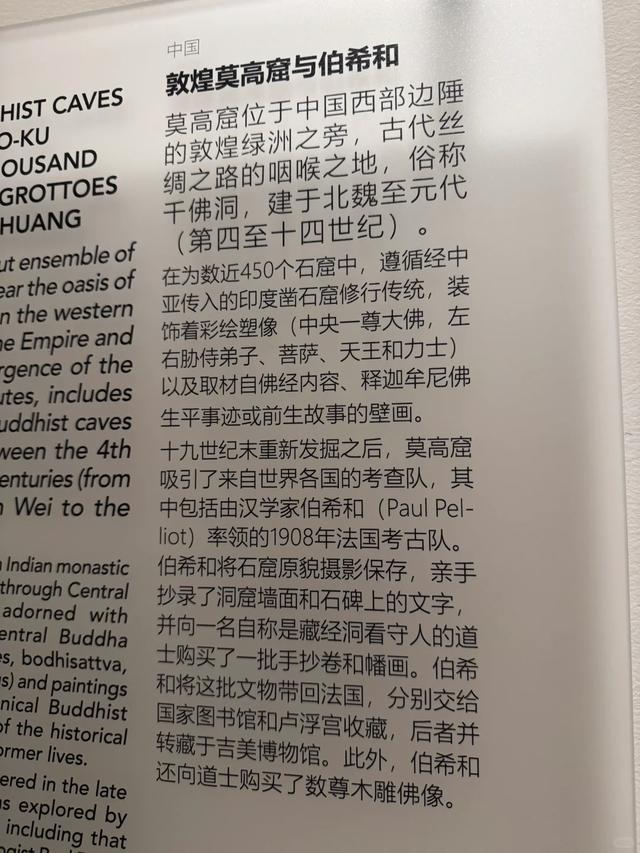 HIST CAVES
O-KU
OUSAND
GROTTOES
HUANG
ut ensemble of
ear the oasis of
n the western
he Empire and
rgence of the
utes, includes
uddhist caves
ween the 4th
enturies (from
n Wei to the
n Indian monastic
through Central
adorned with
entral Buddha
es, bodhisattva,
s) and paintings
nical Buddhist
of the historical
ormer lives.
ered in the late
as explored by
including that
中国
敦煌莫高窟与伯希和
莫高窟位于中国西部边陲
的敦煌绿洲之旁，古代丝
绸之路的咽喉之地，俗称
千佛洞，建于北魏至元代
（第四至十四世纪）。
在为数近450个石窟中，遵循经中
亚传入的印度凿石窟修行传统，装
饰着彩绘塑像（中央一尊大佛，左
右胁侍弟子、菩萨、天王和力士）
以及取材自佛经内容、释迦牟尼佛
生平事迹或前生故事的壁画。
十九世纪末重新发掘之后，莫高窟
吸引了来自世界各国的考查队，其
中包括由汉学家伯希和（Paul Pel-
liot）率领的1908年法国考古队。
伯希和将石窟原貌摄影保存，亲手
抄录了洞窟墙面和石碑上的文字，
并向一名自称是藏经洞看守人的道
士购买了一批手抄卷和幡画。伯希
和将这批文物带回法国，分别交给
国家图书馆和卢浮宫收藏，后者并
转藏于吉美博物馆。此外，伯希和
还向道士购买了数尊木雕佛像。